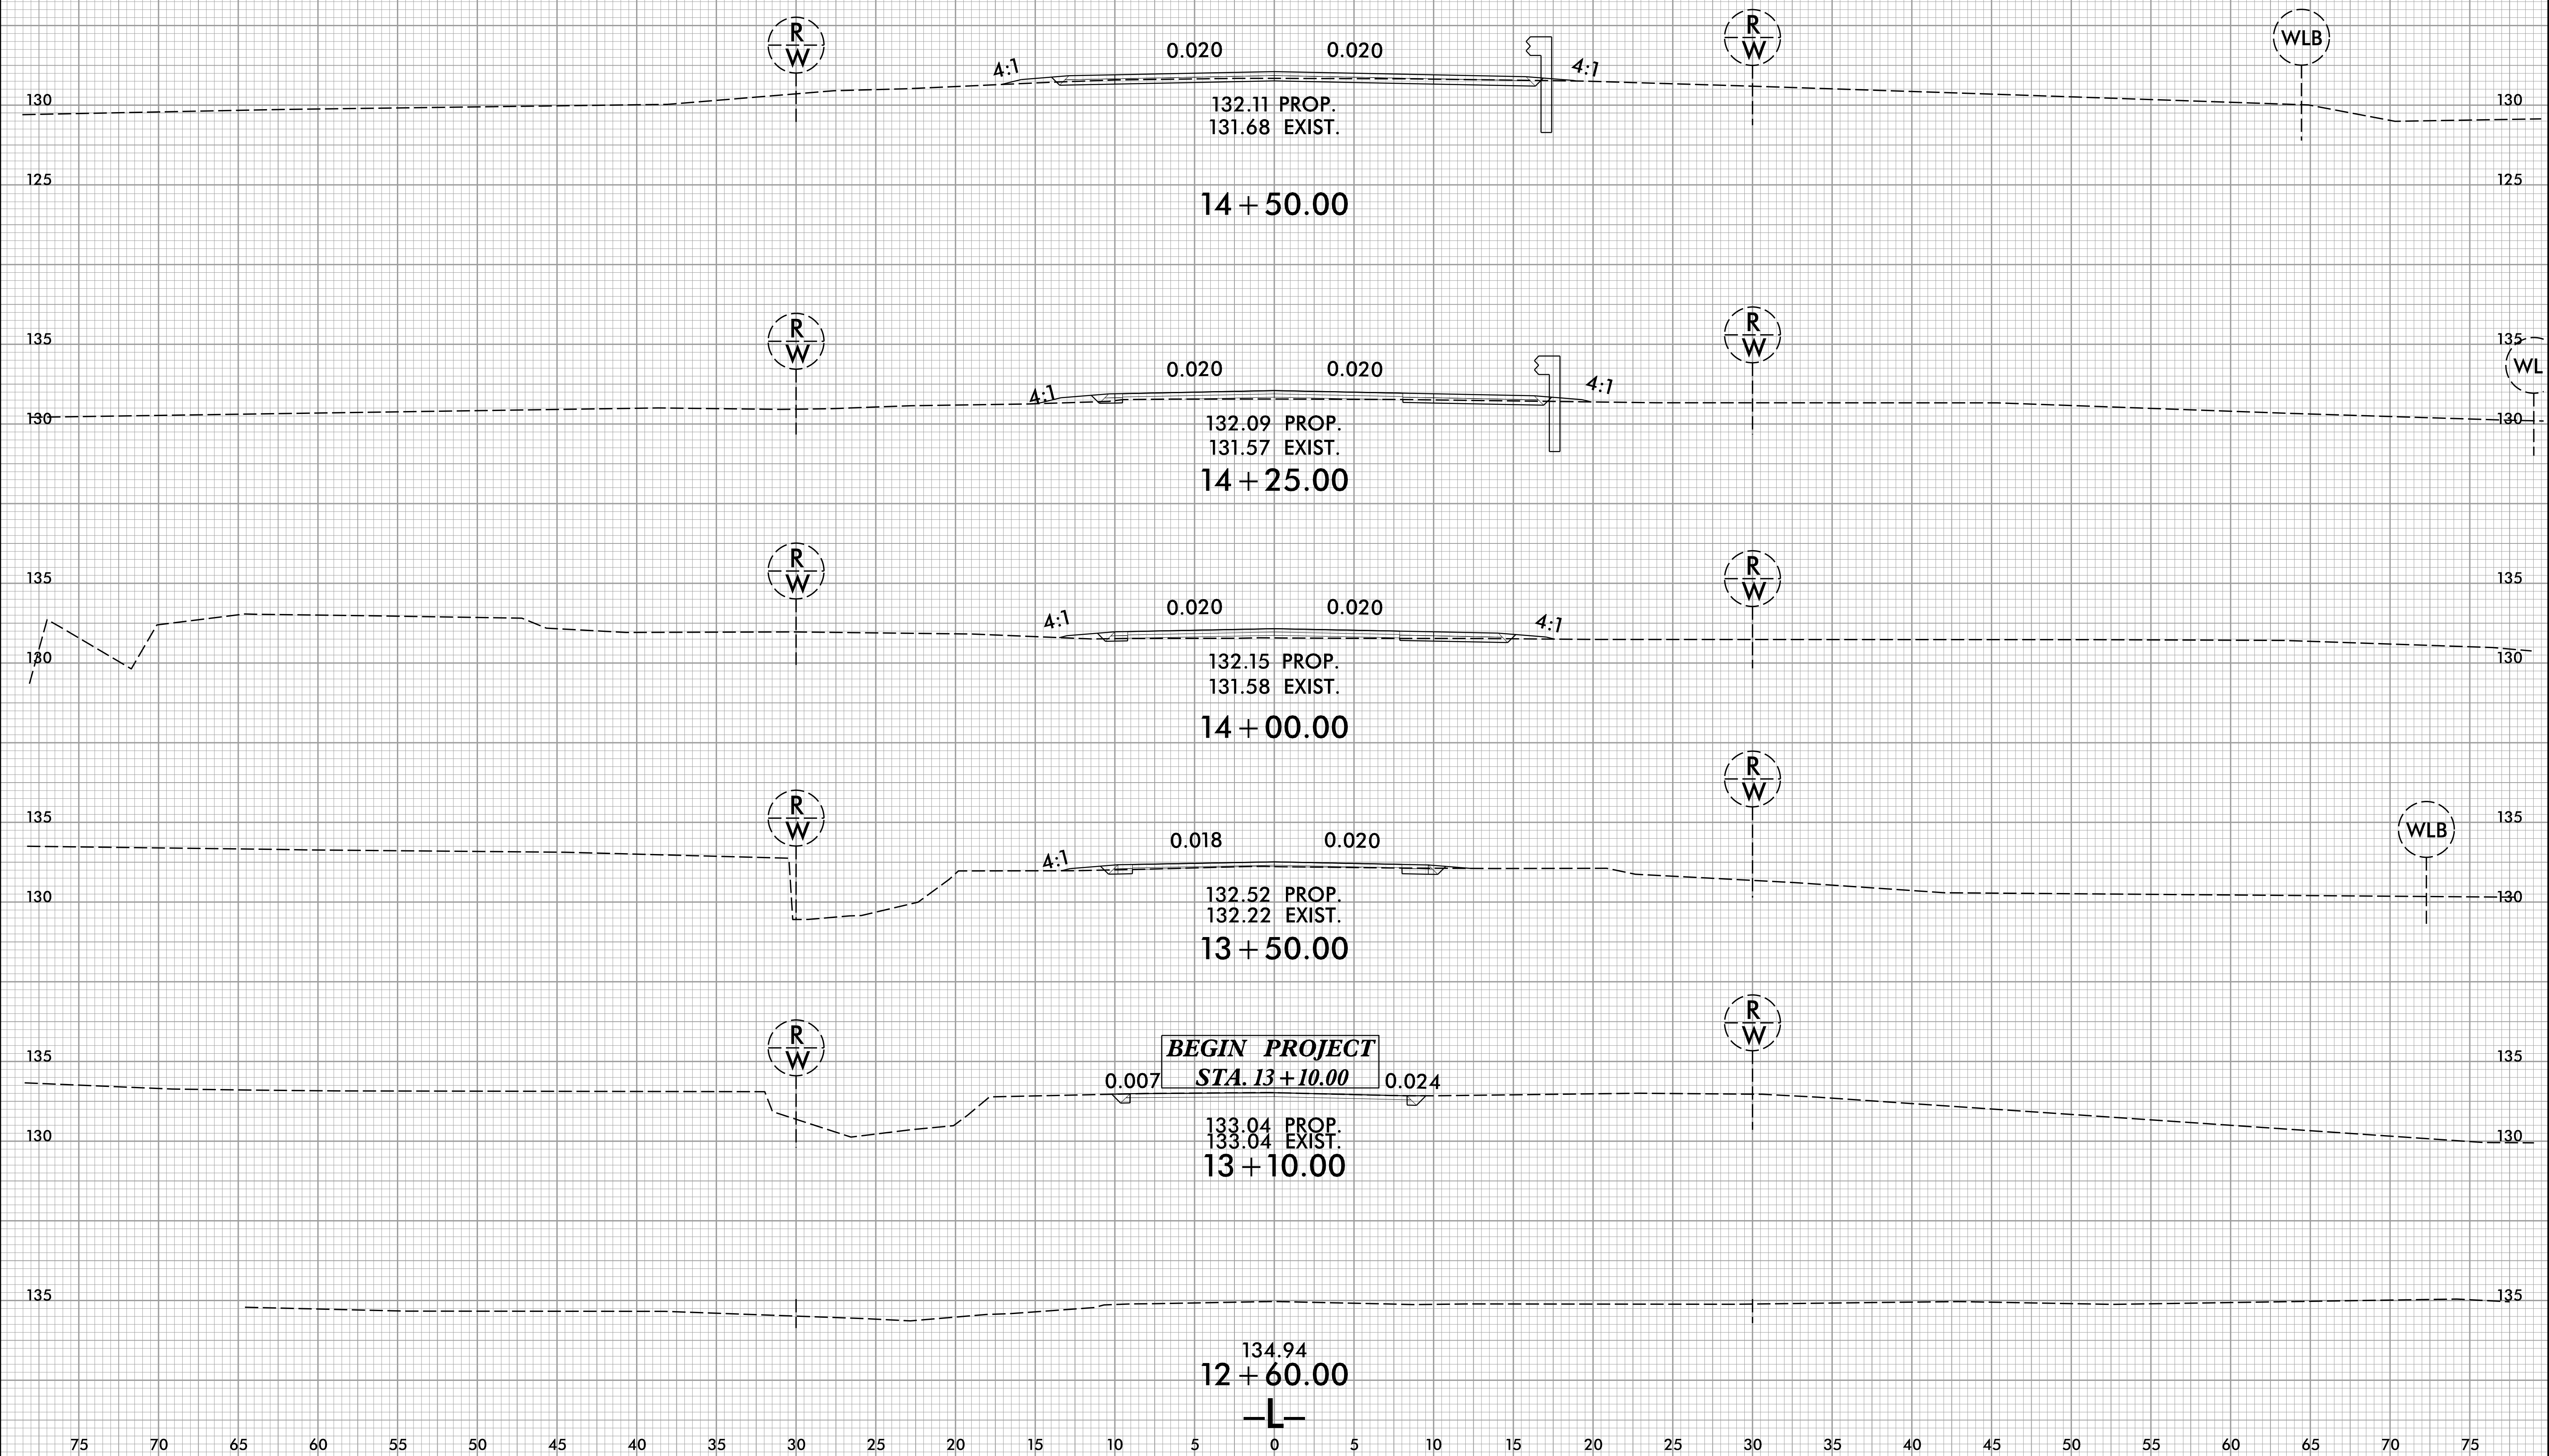 R
W
0.020 0.020
R
W
WLB
4:1 4:1
130 130
132.11 PROP.
131.68 EXIST.
125 125
14+50.00
R
W
R
W
135 135
WL
0.020 0.020
4:1 4:1
130 130
132.09 PROP.
131.57 EXIST.
14+25.00
R
W
R
W
135 135
0.020 0.020
4:1 4:1
130 130
132.15 PROP.
131.58 EXIST.
14+00.00
R
W
R
W
135 135
WLB
0.018 0.020
4:1
130 130
132.52 PROP.
132.22 EXIST.
13+50.00
R
W
R
W
135 135
BEGIN PROJECT
STA. 13+10.00
0.007 0.024
130 130
133.04 PROP.
133.04 EXIST.
13+10.00
135 135
134.94
12+60.00
–L–
75 70 65 60 55 50 45 40 35 30 25 20 15 10 5 0 5 10 15 20 25 30 35 40 45 50 55 60 65 70 75